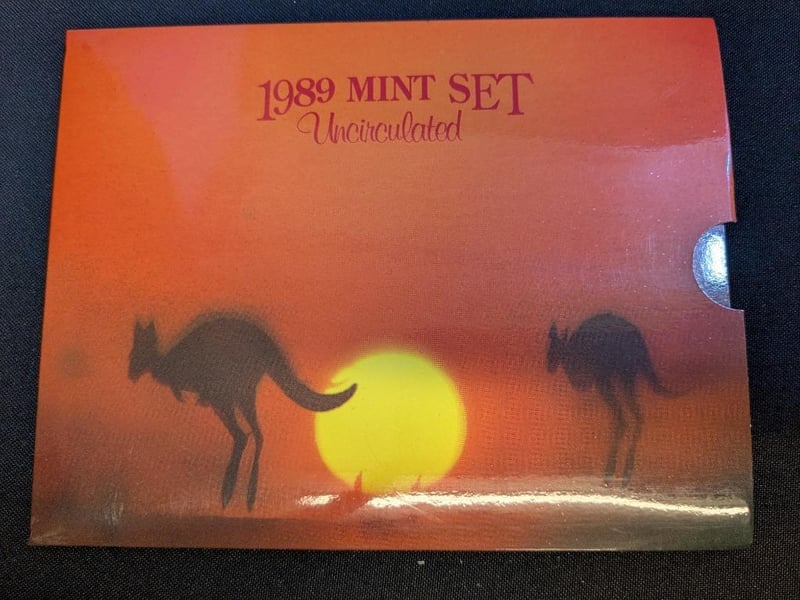 1989 MINT SET
Uncirculated